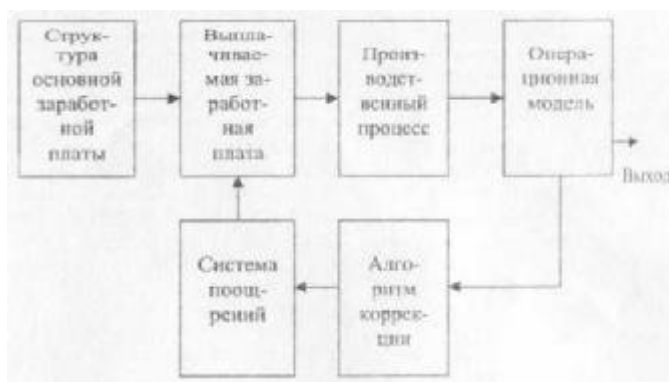 Струк-
тура
основной
заработ-
ной
платы
Выпла-
чивае-
мая за-
работ-
ная
плата
Произ-
водст-
венный
процесс
Опера-
ционная
модель
Выход
Система
поощ-
рений
Алго-
ритм
коррек-
ции